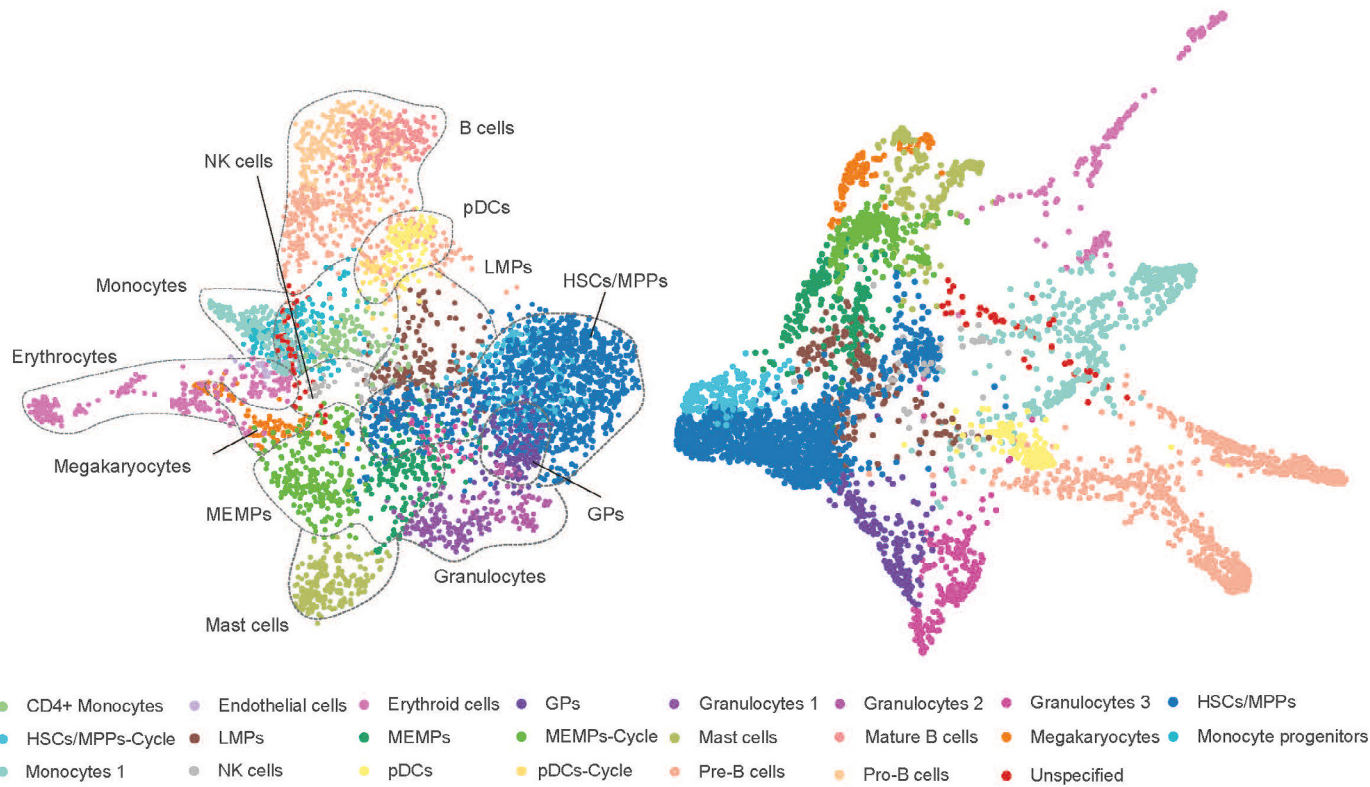 B cells
NK cells
pDCs
LMPs
HSCs/MPPs
Monocytes
Erythrocytes
Megakaryocytes
MEMPs
GPs
Granulocytes
Mast cells
CD4+ Monocytes
Endothelial cells
Erythroid cells
GPs
Granulocytes 1
Granulocytes 2
Granulocytes 3
HSCs/MPPs
HSCs/MPPs-Cycle
LMPs
MEMPs
MEMPs-Cycle
Mast cells
Mature B cells
Megakaryocytes
Monocyte progenitors
Monocytes 1
NK cells
pDCs
pDCs-Cycle
Pre-B cells
Pro-B cells
Unspecified